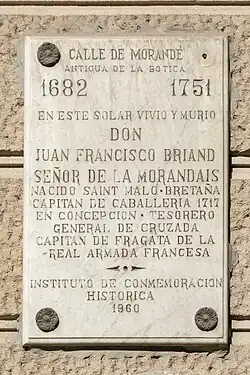 CALLE DE MORANDÉ
ANTIGUA DE LA BOTICA
1682 1751
EN ESTE SOLAR VIVIO Y MURIO
DON
JUAN FRANCISCO BRIAND
SEÑOR DE LA MORANDAIS
NACIDO SAINT MALO·BRETAÑA
CAPITAN DE CABALLERIA 1717
EN CONCEPCION · TESORERO
GENERAL DE CRUZADA
CAPITAN DE FRAGATA DE LA
-REAL ARMADA FRANCESA
INSTITUTO DE CONMEMORACION
HISTORICA
1960